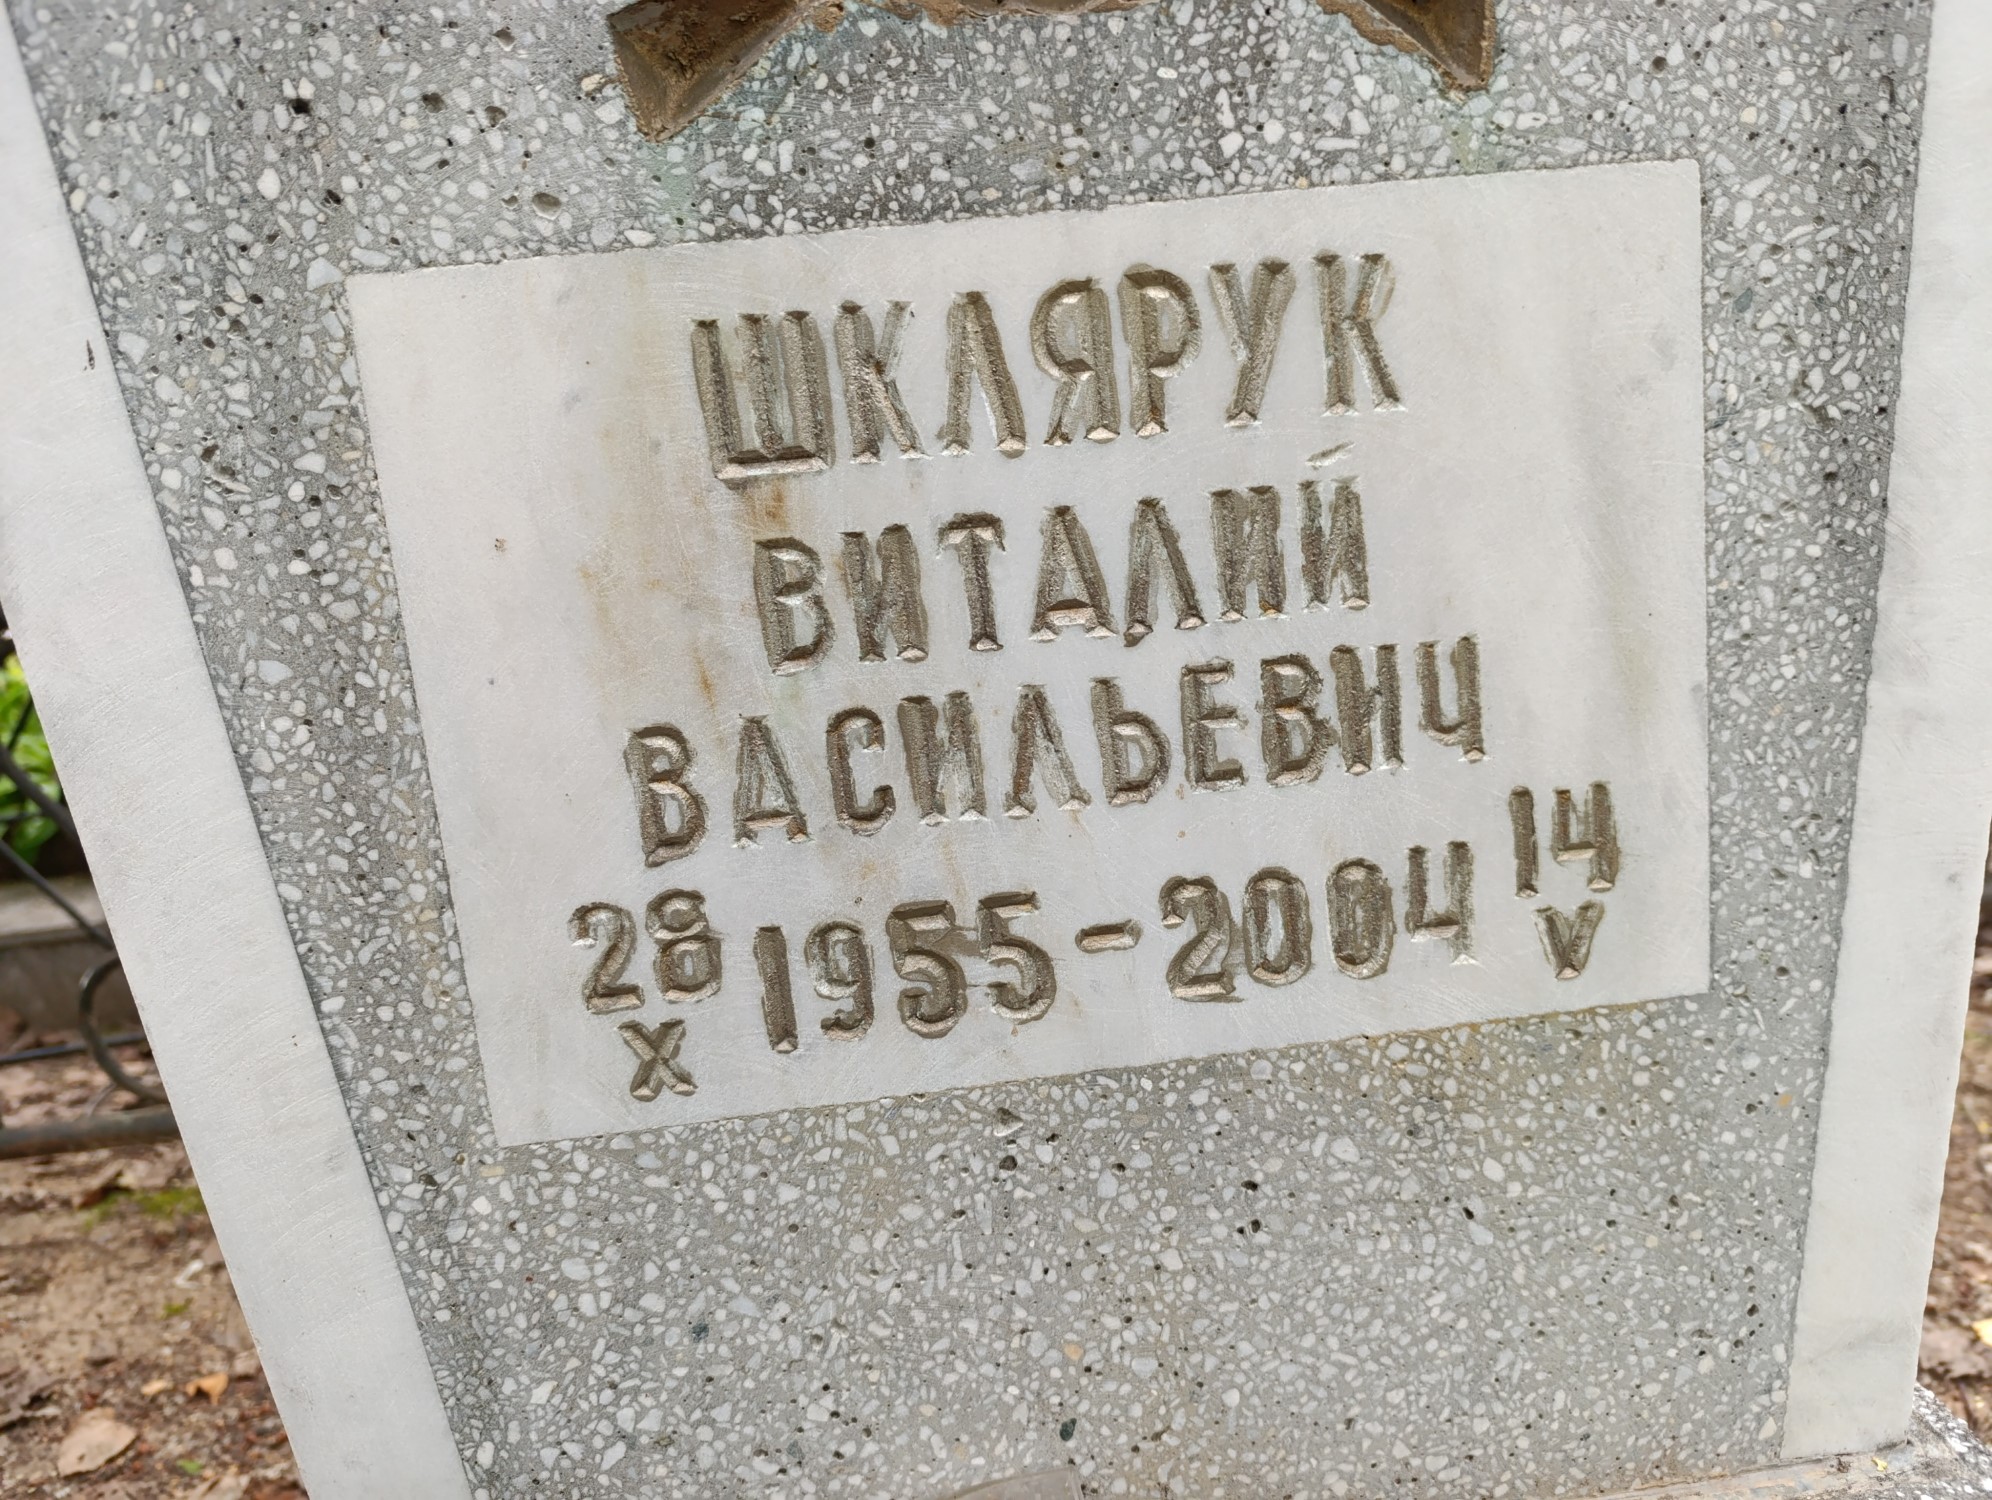 ШКЛЯРУК
ВИТАЛИЙ
ВАСИЛЬЕВИЧ
28 X 1955-2004 14 V